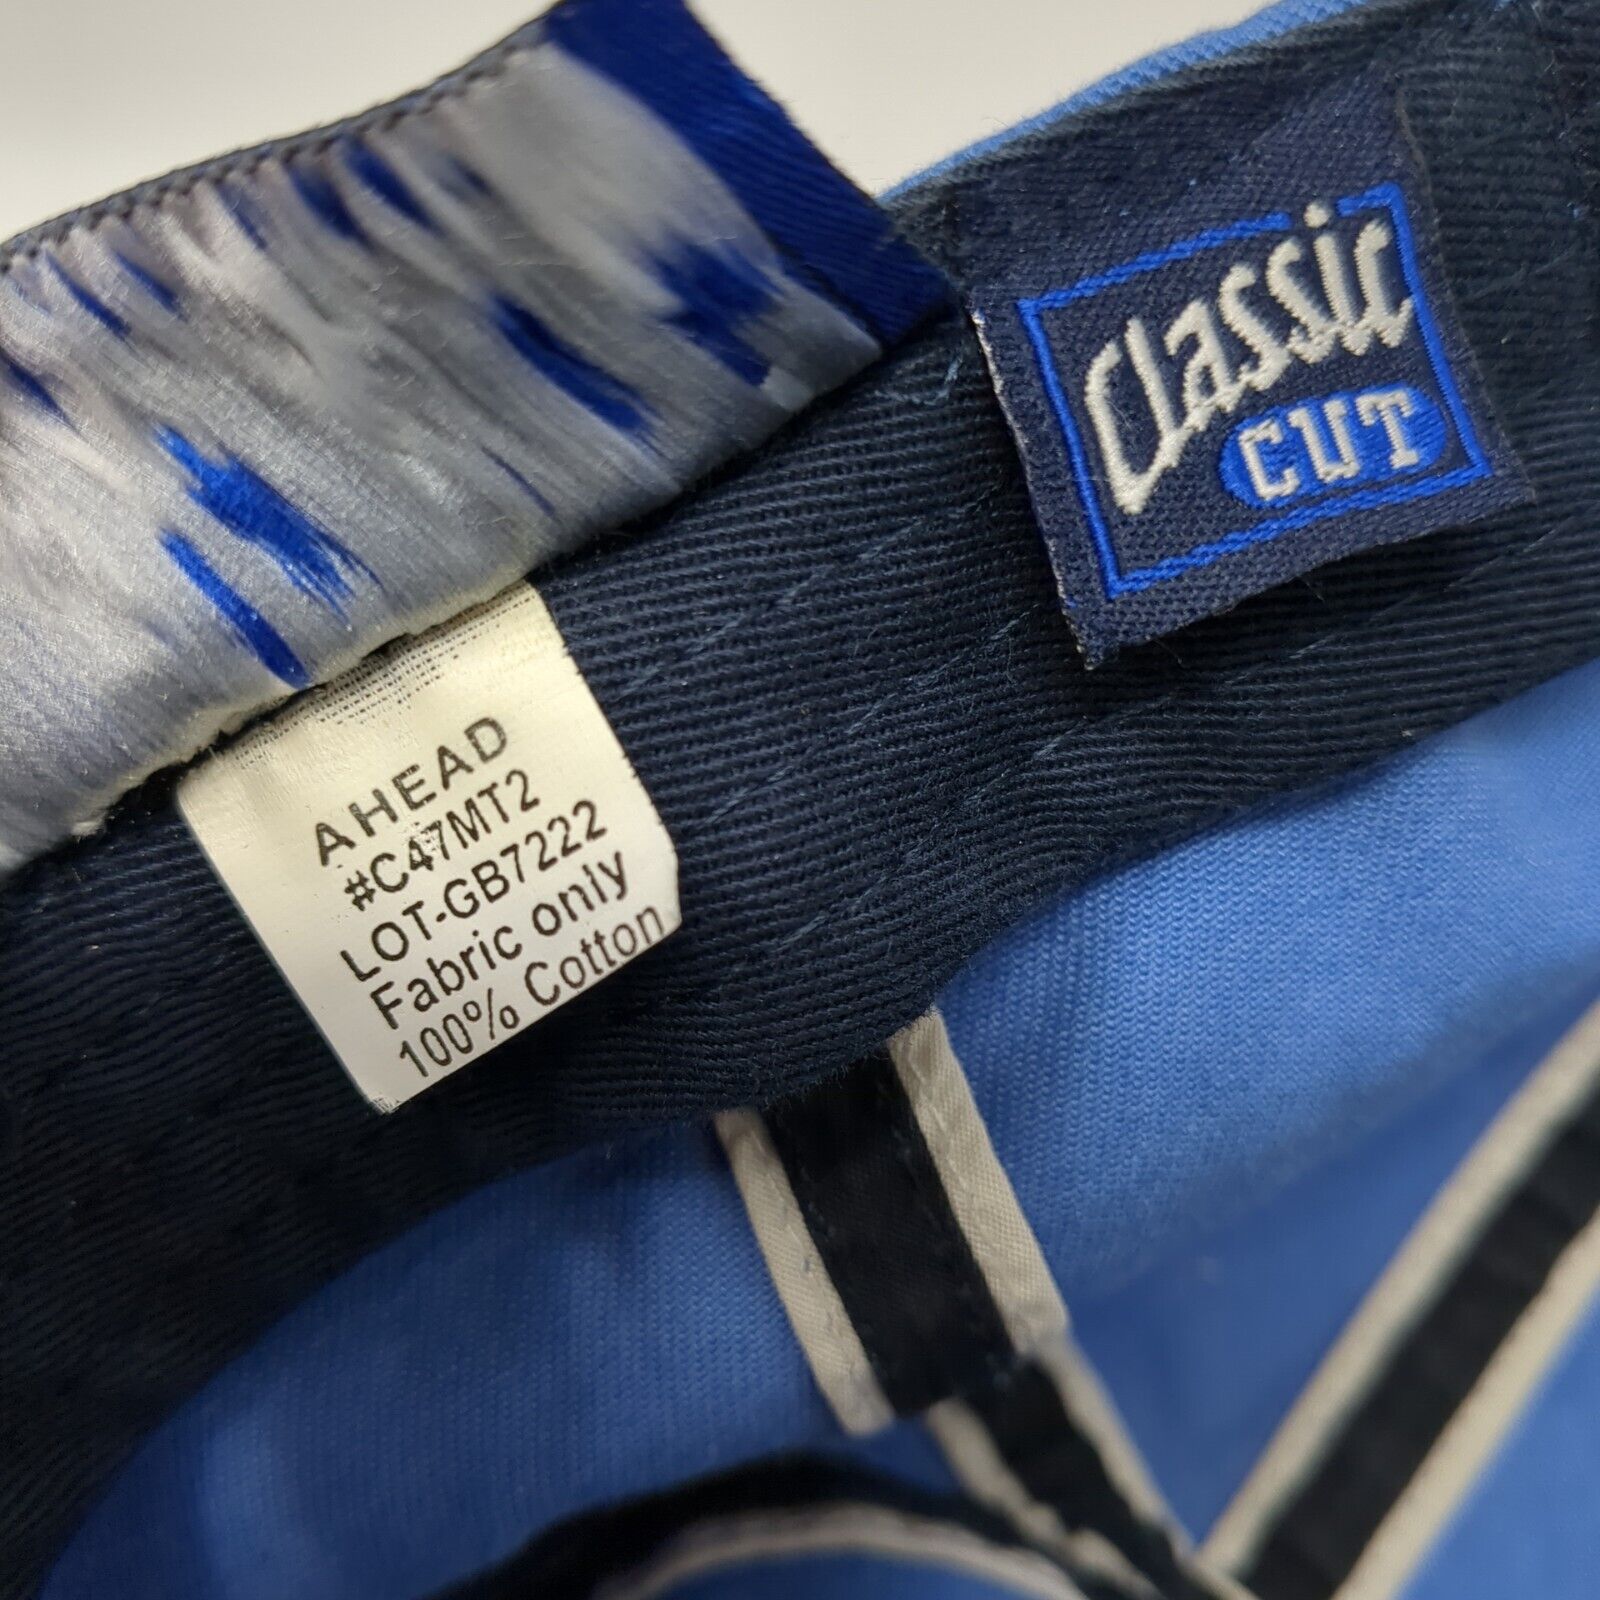 Classic
CUT
AHEAD
#C47MT2
LOT-GB7222
Fabric only
100% Cotton